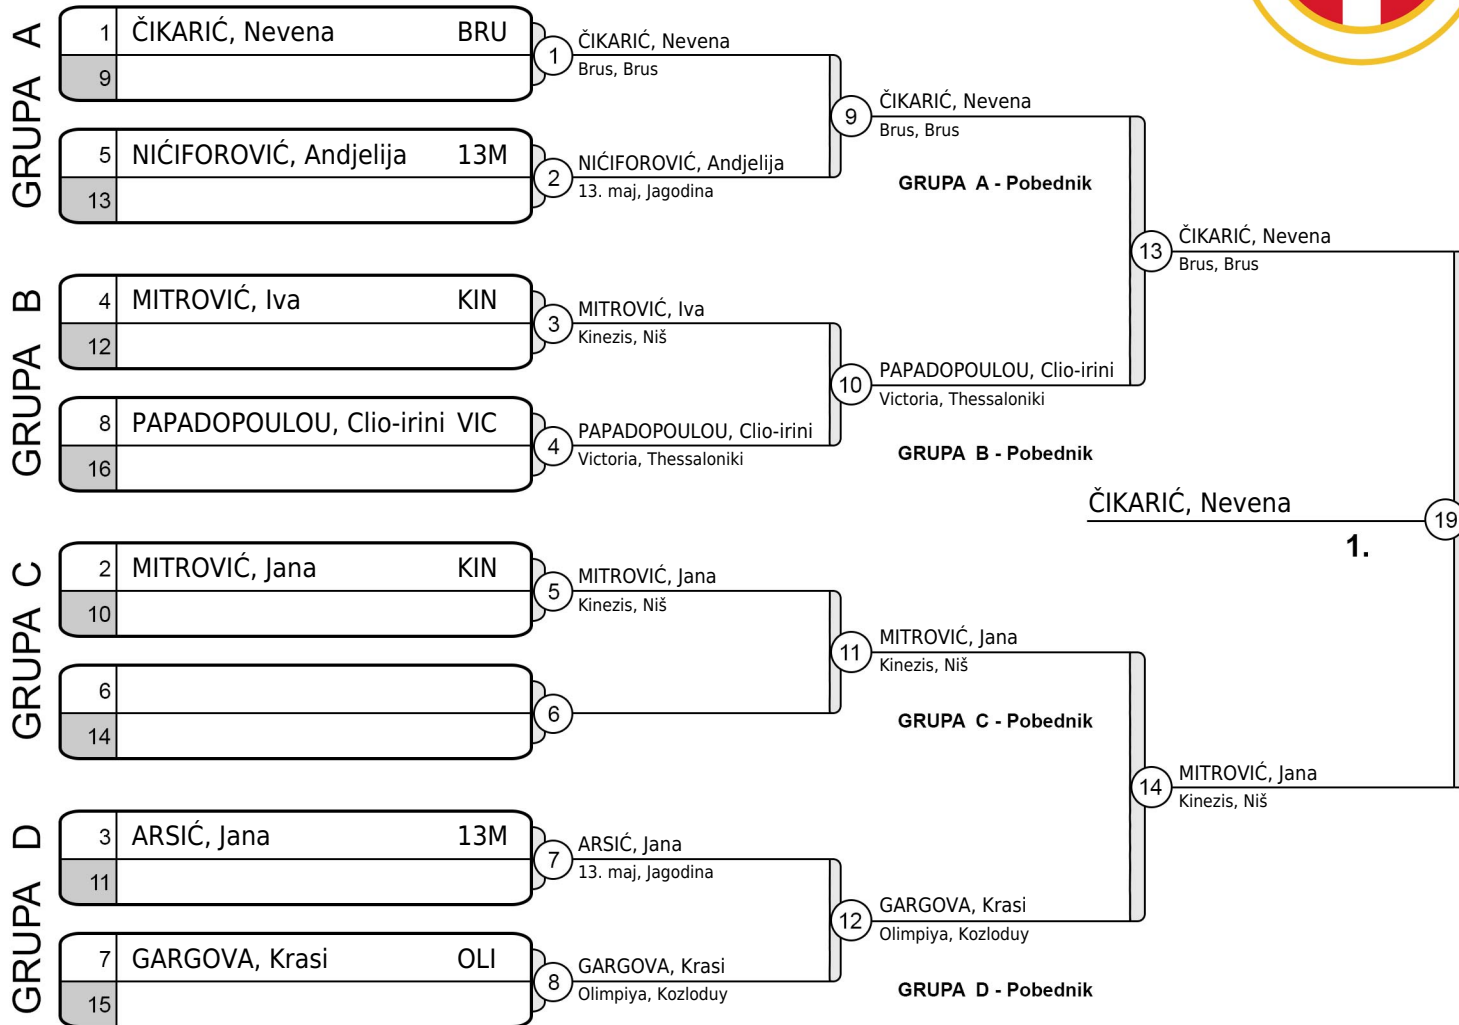 GRUPA A
1 ČIKARIĆ, Nevena BRU
9
5 NIĆIFOROVIĆ, Andjelija 13M
13
1
ČIKARIĆ, Nevena
Brus, Brus
2
NIĆIFOROVIĆ, Andjelija
13. maj, Jagodina
9
ČIKARIĆ, Nevena
Brus, Brus
GRUPA A - Pobednik
GRUPA B
4 MITROVIĆ, Iva KIN
12
8 PAPADOPOULOU, Clio-irini VIC
16
3
MITROVIĆ, Iva
Kinezis, Niš
4
PAPADOPOULOU, Clio-irini
Victoria, Thessaloniki
10
PAPADOPOULOU, Clio-irini
Victoria, Thessaloniki
GRUPA B - Pobednik
13
ČIKARIĆ, Nevena
Brus, Brus
GRUPA C
2 MITROVIĆ, Jana KIN
10
6
14
5
MITROVIĆ, Jana
Kinezis, Niš
6
11
MITROVIĆ, Jana
Kinezis, Niš
GRUPA C - Pobednik
GRUPA D
3 ARSIĆ, Jana 13M
11
7 GARGOVA, Krasi OLI
15
7
ARSIĆ, Jana
13. maj, Jagodina
8
GARGOVA, Krasi
Olimpiya, Kozloduy
12
GARGOVA, Krasi
Olimpiya, Kozloduy
GRUPA D - Pobednik
14
MITROVIĆ, Jana
Kinezis, Niš
ČIKARIĆ, Nevena
19
1.